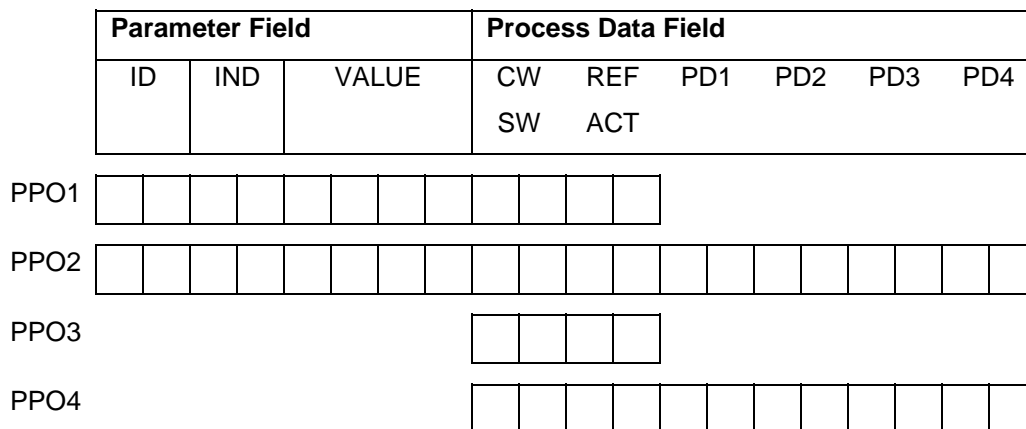 Parameter Field Process Data Field
ID IND VALUE CW REF PD1 PD2 PD3 PD4
SW ACT
PPO1
PPO2
PPO3
PPO4